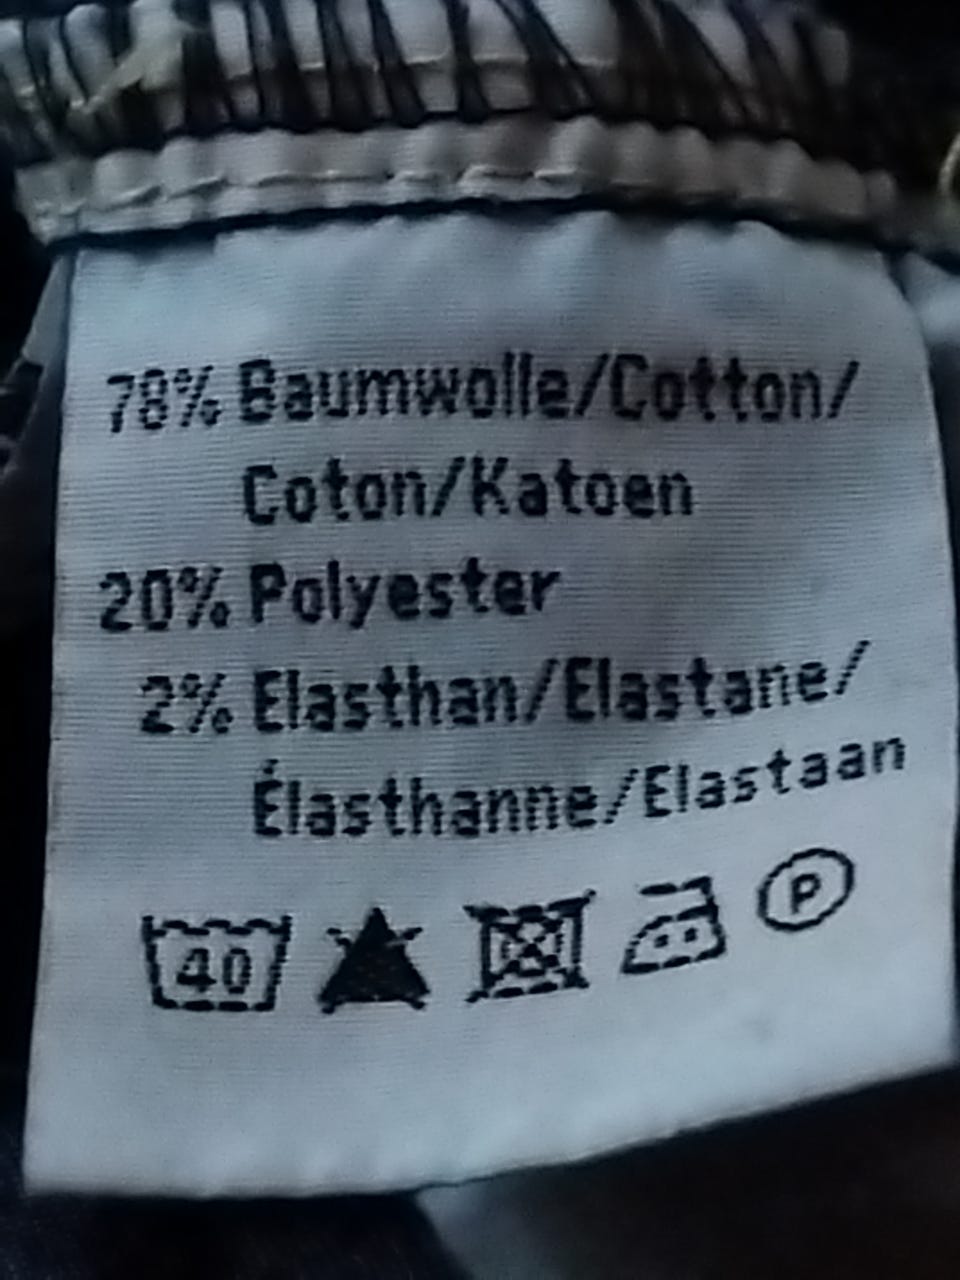 78% Baumwolle/Cotton/
Coton/Katoen
20% Polyester
2% Elasthan/Elastane/
Élasthanne/Elastaan
40 P